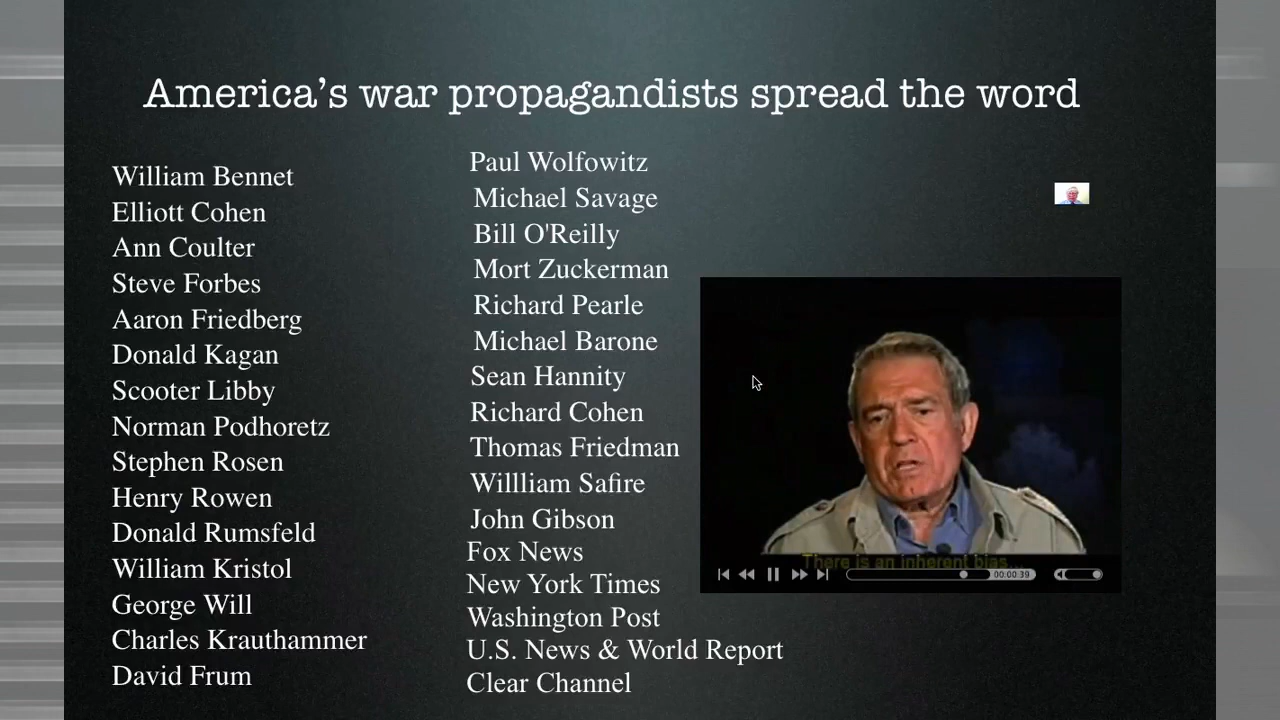 America's war propagandists spread the word
William Bennet
Elliott Cohen
Ann Coulter
Steve Forbes
Aaron Friedberg
Donald Kagan
Scooter Libby
Norman Podhoretz
Stephen Rosen
Henry Rowen
Donald Rumsfeld
William Kristol
George Will
Charles Krauthammer
David Frum
Paul Wolfowitz
Michael Savage
Bill O'Reilly
Mort Zuckerman
Richard Pearle
Michael Barone
Sean Hannity
Richard Cohen
Thomas Friedman
Willliam Safire
John Gibson
Fox News
New York Times
Washington Post
U.S. News & World Report
Clear Channel
There is an inherent bias...
00:00:39